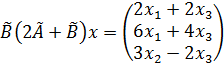 B̃(2Ã + B̃)x = (2x₁ + 2x₃
6x₁ + 4x₃
3x₂ − 2x₃)